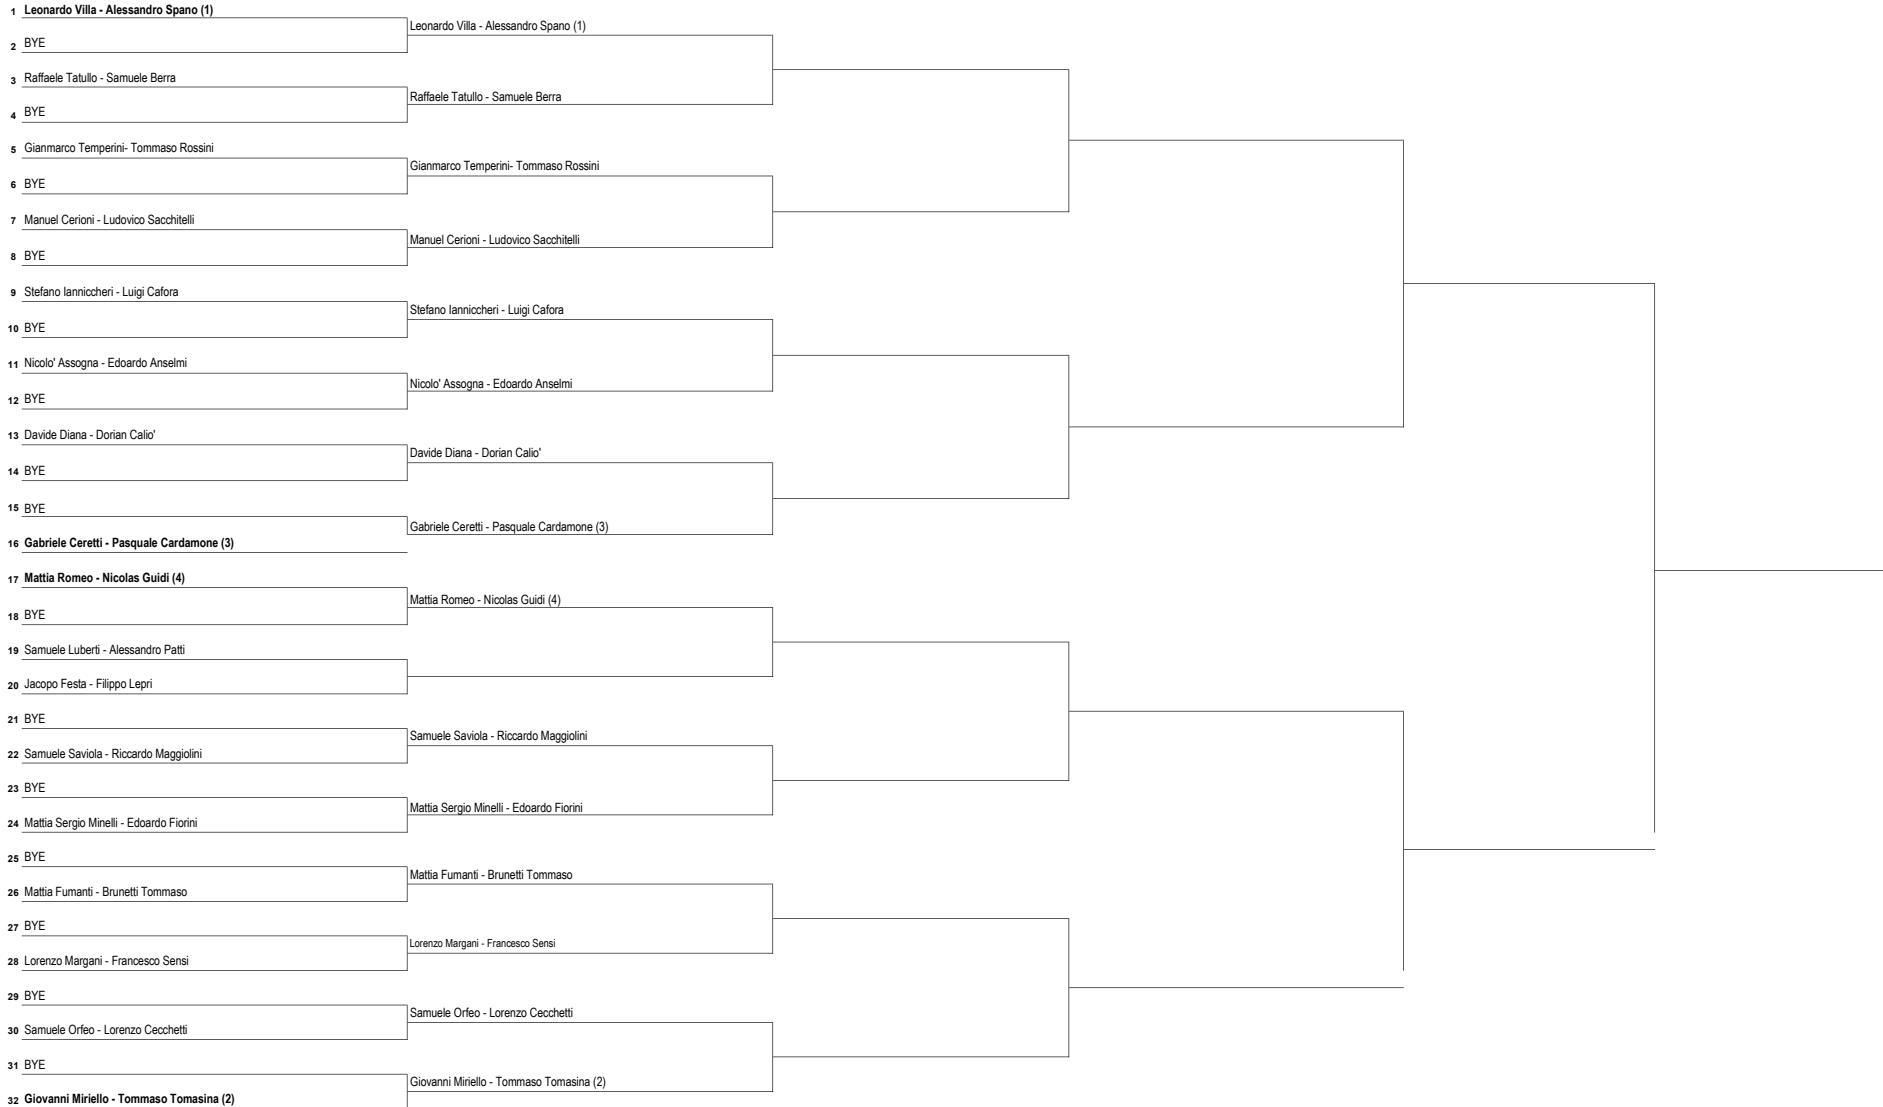 1 Leonardo Villa - Alessandro Spano (1)
Leonardo Villa - Alessandro Spano (1)
2 BYE
3 Raffaele Tatullo - Samuele Berra
Raffaele Tatullo - Samuele Berra
4 BYE
5 Gianmarco Temperini- Tommaso Rossini
Gianmarco Temperini- Tommaso Rossini
6 BYE
7 Manuel Cerioni - Ludovico Sacchitelli
Manuel Cerioni - Ludovico Sacchitelli
8 BYE
9 Stefano Ianniccheri - Luigi Cafora
Stefano Ianniccheri - Luigi Cafora
10 BYE
11 Nicolo' Assogna - Edoardo Anselmi
Nicolo' Assogna - Edoardo Anselmi
12 BYE
13 Davide Diana - Dorian Calio'
Davide Diana - Dorian Calio'
14 BYE
15 BYE
Gabriele Ceretti - Pasquale Cardamone (3)
16 Gabriele Ceretti - Pasquale Cardamone (3)
17 Mattia Romeo - Nicolas Guidi (4)
Mattia Romeo - Nicolas Guidi (4)
18 BYE
19 Samuele Luberti - Alessandro Patti
20 Jacopo Festa - Filippo Lepri
21 BYE
Samuele Saviola - Riccardo Maggiolini
22 Samuele Saviola - Riccardo Maggiolini
23 BYE
Mattia Sergio Minelli - Edoardo Fiorini
24 Mattia Sergio Minelli - Edoardo Fiorini
25 BYE
Mattia Fumanti - Brunetti Tommaso
26 Mattia Fumanti - Brunetti Tommaso
27 BYE
Lorenzo Margani - Francesco Sensi
28 Lorenzo Margani - Francesco Sensi
29 BYE
Samuele Orfeo - Lorenzo Cecchetti
30 Samuele Orfeo - Lorenzo Cecchetti
31 BYE
Giovanni Miriello - Tommaso Tomasina (2)
32 Giovanni Miriello - Tommaso Tomasina (2)